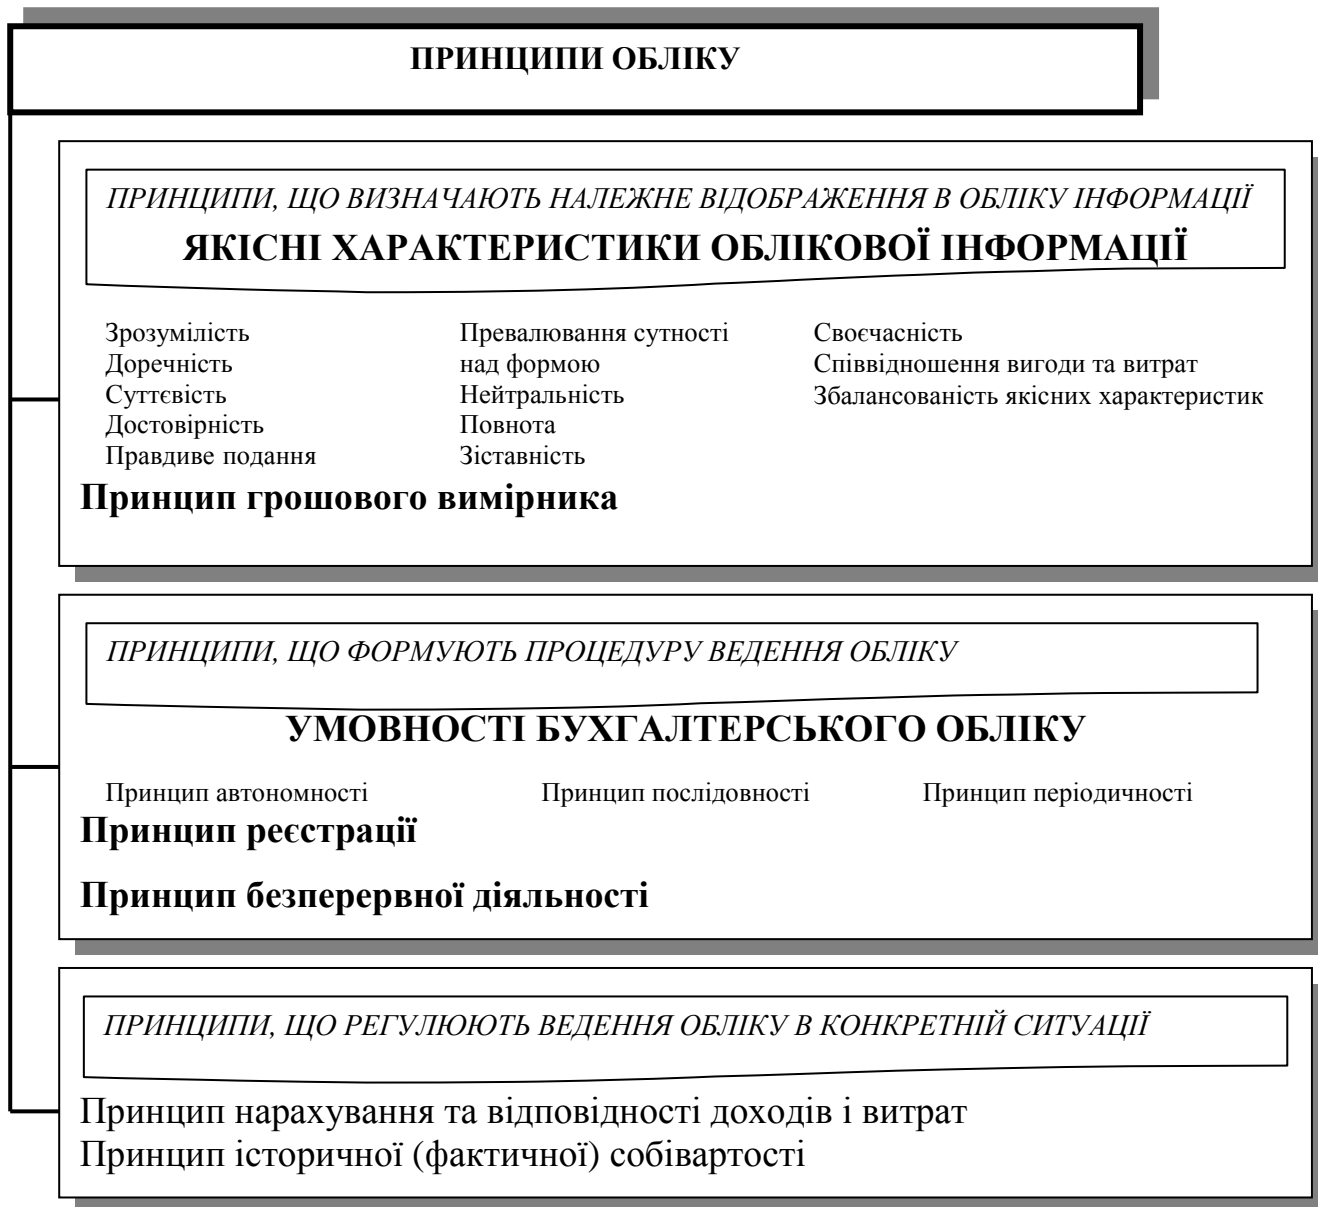 ПРИНЦИПИ ОБЛІКУ
ПРИНЦИПИ, ЩО ВИЗНАЧАЮТЬ НАЛЕЖНЕ ВІДОБРАЖЕННЯ В ОБЛІКУ ІНФОРМАЦІЇ
ЯКІСНІ ХАРАКТЕРИСТИКИ ОБЛІКОВОЇ ІНФОРМАЦІЇ
Зрозумілість
Доречність
Суттєвість
Достовірність
Правдиве подання
Превалювання сутності
над формою
Нейтральність
Повнота
Зіставність
Своєчасність
Співвідношення вигоди та витрат
Збалансованість якісних характеристик
Принцип грошового вимірника
ПРИНЦИПИ, ЩО ФОРМУЮТЬ ПРОЦЕДУРУ ВЕДЕННЯ ОБЛІКУ
УМОВНОСТІ БУХГАЛТЕРСЬКОГО ОБЛІКУ
Принцип автономності
Принцип послідовності
Принцип періодичності
Принцип реєстрації
Принцип безперервної діяльності
ПРИНЦИПИ, ЩО РЕГУЛЮЮТЬ ВЕДЕННЯ ОБЛІКУ В КОНКРЕТНІЙ СИТУАЦІЇ
Принцип нарахування та відповідності доходів і витрат
Принцип історичної (фактичної) собівартості